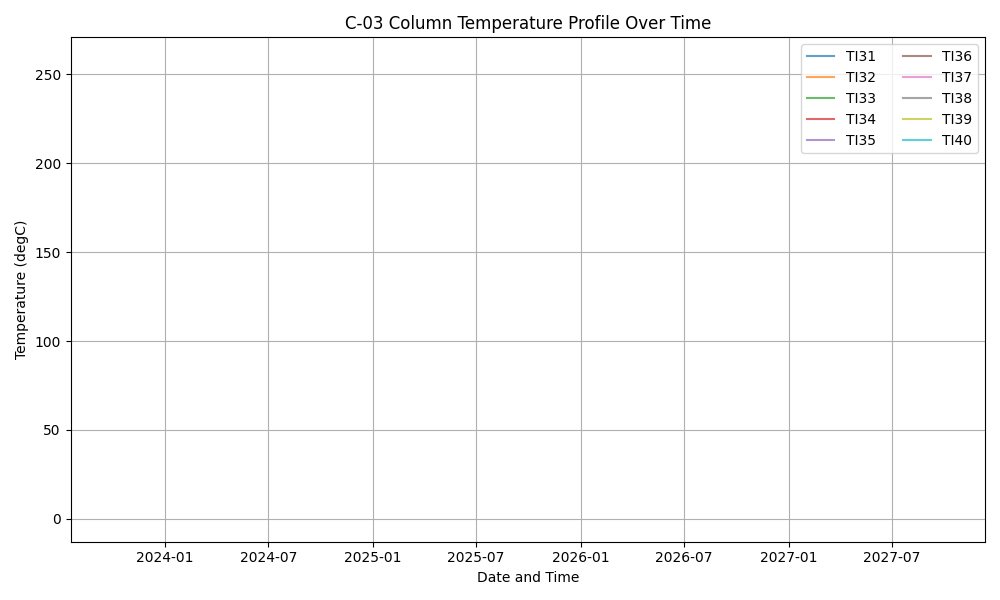 C-03 Column Temperature Profile Over Time
TI31
TI32
TI33
TI34
TI35
TI36
TI37
TI38
TI39
TI40
Temperature (degC)
250
200
150
100
50
0
2024-01
2024-07
2025-01
2025-07
2026-01
2026-07
2027-01
2027-07
Date and Time